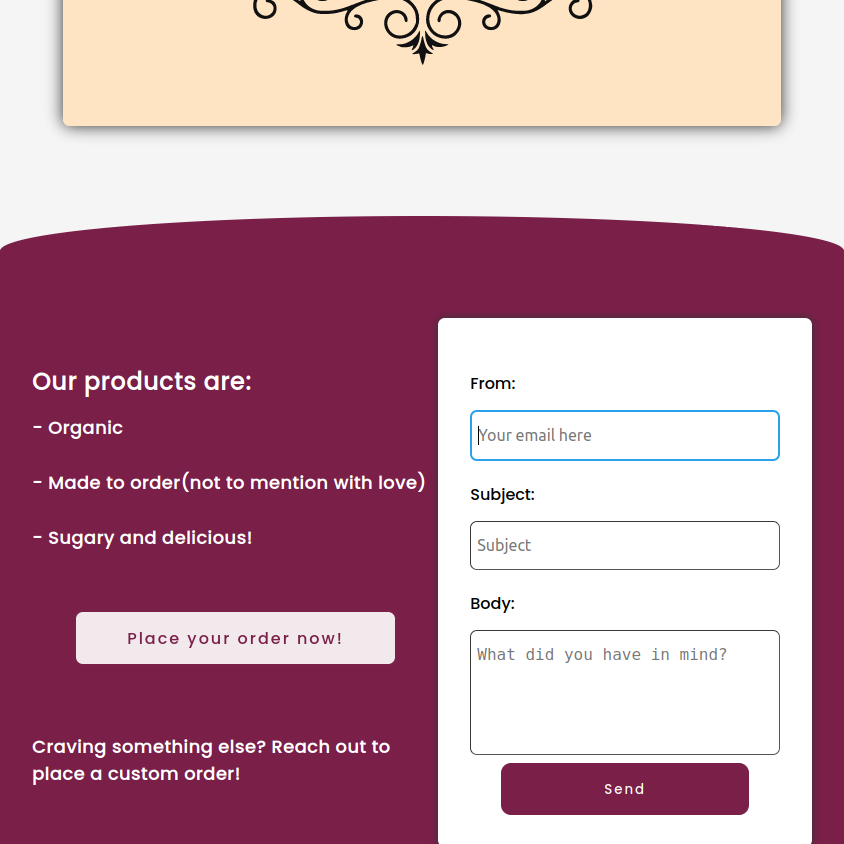 Our products are:
- Organic
- Made to order(not to mention with love)
- Sugary and delicious!
Place your order now!
Craving something else? Reach out to
place a custom order!
From:
Your email here
Subject:
Subject
Body:
What did you have in mind?
Send